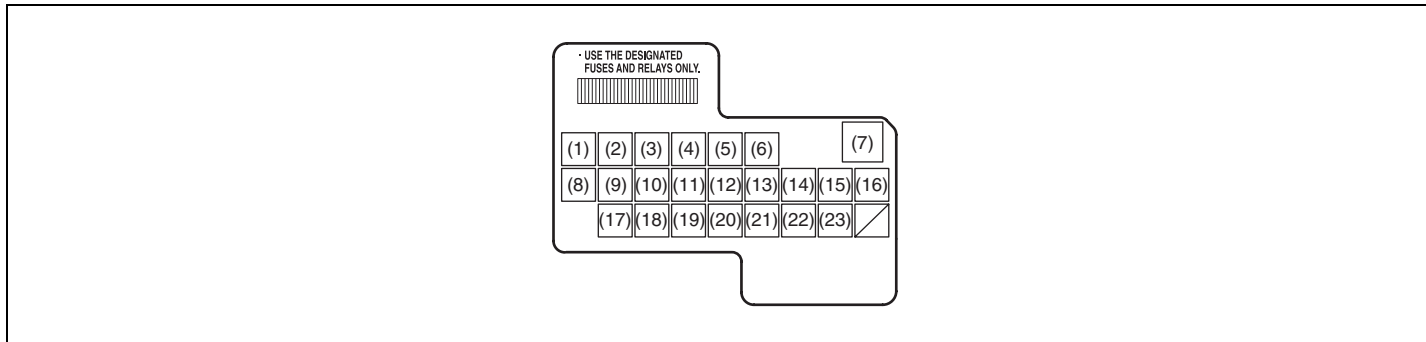 · USE THE DESIGNATED
FUSES AND RELAYS ONLY.
(1) (2) (3) (4) (5) (6) (7)
(8) (9) (10) (11) (12) (13) (14) (15) (16)
(17) (18) (19) (20) (21) (22) (23)